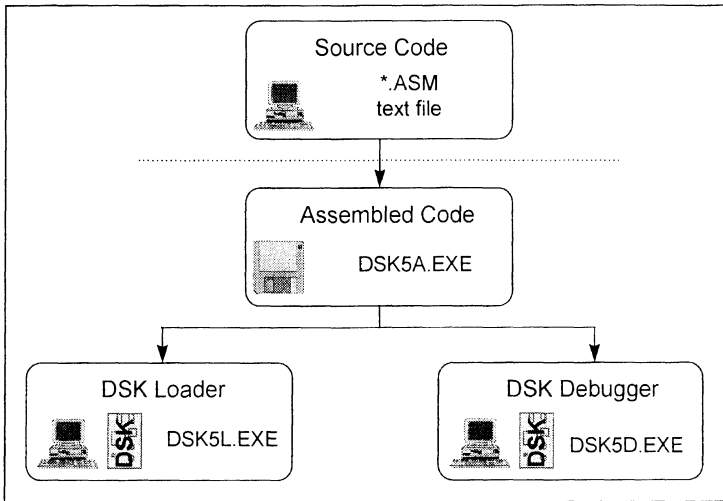 Source Code
*.ASM
text file
Assembled Code
DSK5A.EXE
DSK Loader
DSK
DSK5L.EXE
DSK Debugger
DSK
DSK5D.EXE